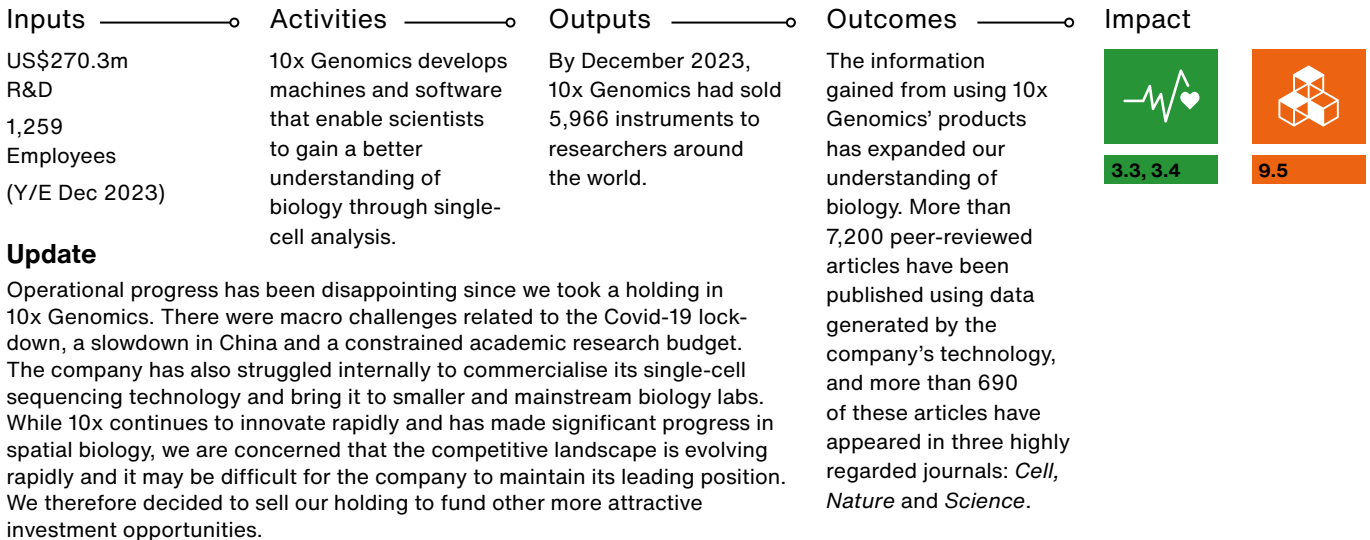 Inputs
US$270.3m
R&D
1,259
Employees
(Y/E Dec 2023)
Activities
10x Genomics develops
machines and software
that enable scientists
to gain a better
understanding of
biology through single-
cell analysis.
Outputs
By December 2023,
10x Genomics had sold
5,966 instruments to
researchers around
the world.
Outcomes
The information
gained from using 10x
Genomics’ products
has expanded our
understanding of
biology. More than
7,200 peer-reviewed
articles have been
published using data
generated by the
company’s technology,
and more than 690
of these articles have
appeared in three highly
regarded journals: Cell,
Nature and Science.
Impact
3.3, 3.4
9.5
Update
Operational progress has been disappointing since we took a holding in
10x Genomics. There were macro challenges related to the Covid-19 lock-
down, a slowdown in China and a constrained academic research budget.
The company has also struggled internally to commercialise its single-cell
sequencing technology and bring it to smaller and mainstream biology labs.
While 10x continues to innovate rapidly and has made significant progress in
spatial biology, we are concerned that the competitive landscape is evolving
rapidly and it may be difficult for the company to maintain its leading position.
We therefore decided to sell our holding to fund other more attractive
investment opportunities.